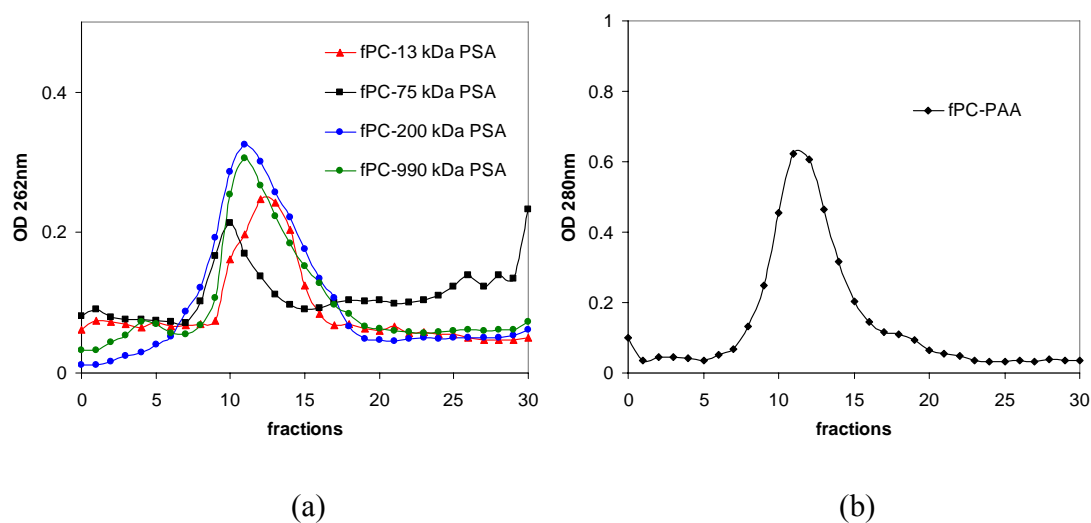 fPC-13 kDa PSA
fPC-75 kDa PSA
fPC-200 kDa PSA
fPC-990 kDa PSA
0.4
0.2
0
OD 262nm
0 5 10 15 20 25 30
fractions
(a)
fPC-PAA
1
0.8
0.6
0.4
0.2
0
OD 280nm
0 5 10 15 20 25 30
fractions
(b)